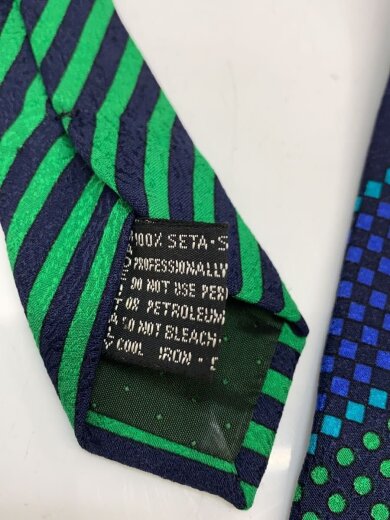 100% SETA·S
PROFESSIONALLY
DO NOT USE PER
OR PETROLEUM
DO NOT BLEACH·
COOL IRON ·